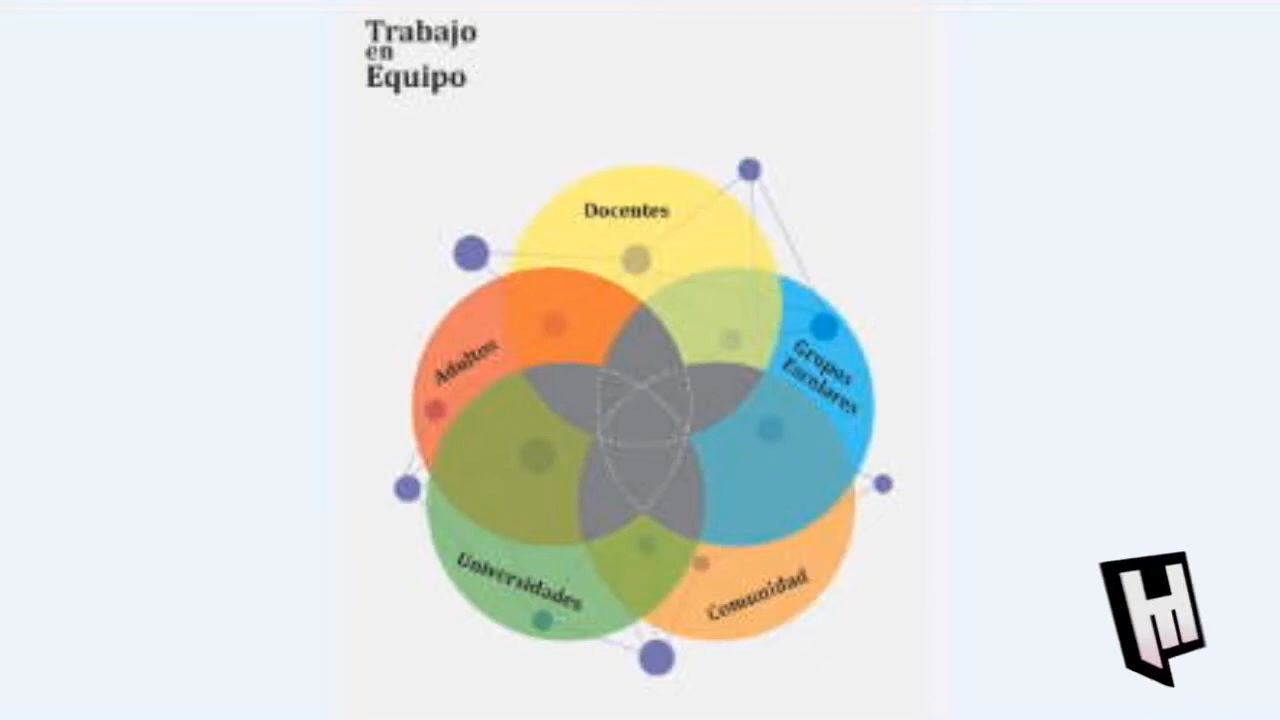 Trabajo
en
Equipo
Docentes
Adultos
Grupos
Escolares
Universidades
Comunidad